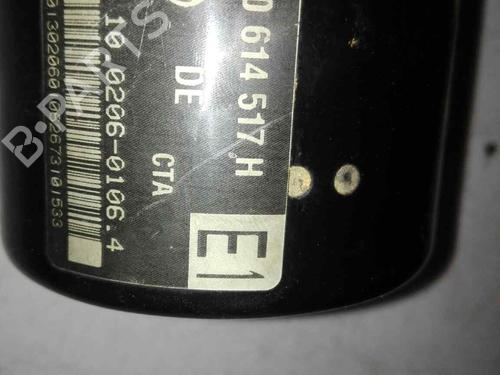 0 614 517 H
DE CTA
E1
10.0206-0106.4
B-PARTS